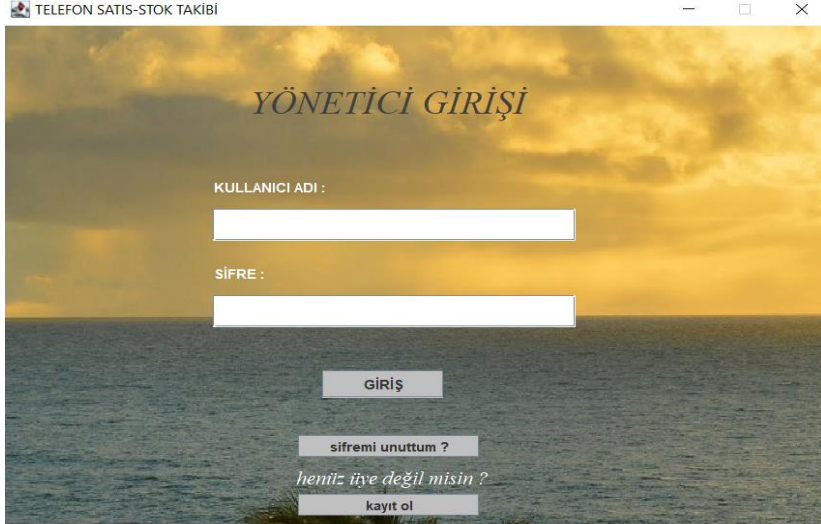 TELEFON SATIS-STOK TAKİBİ
YÖNETİCİ GİRİŞİ
KULLANICI ADI :
SİFRE :
GİRİŞ
sifremi unuttum ?
henüz üye değil misin ?
kayıt ol